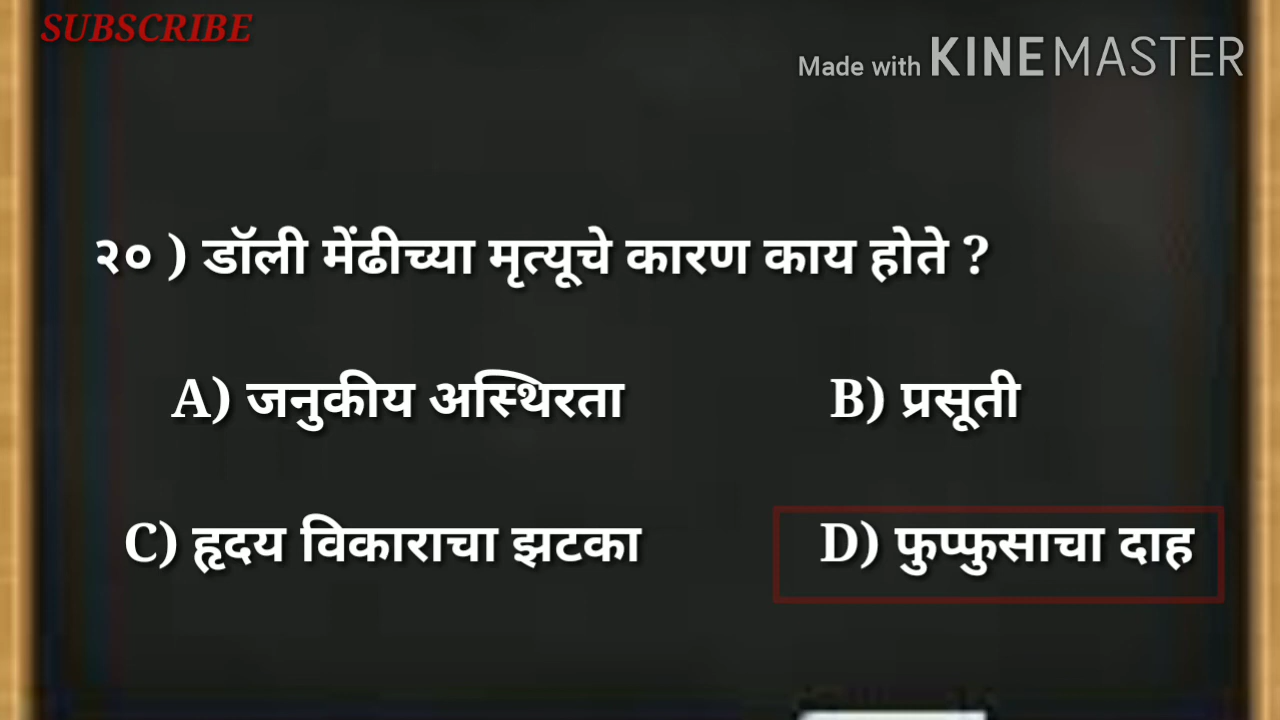 SUBSCRIBE
Made with KINEMASTER
२० ) डॉली मेंढीच्या मृत्यूचे कारण काय होते ?
A) जनुकीय अस्थिरता B) प्रसूती
C) हृदय विकाराचा झटका D) फुप्फुसाचा दाह